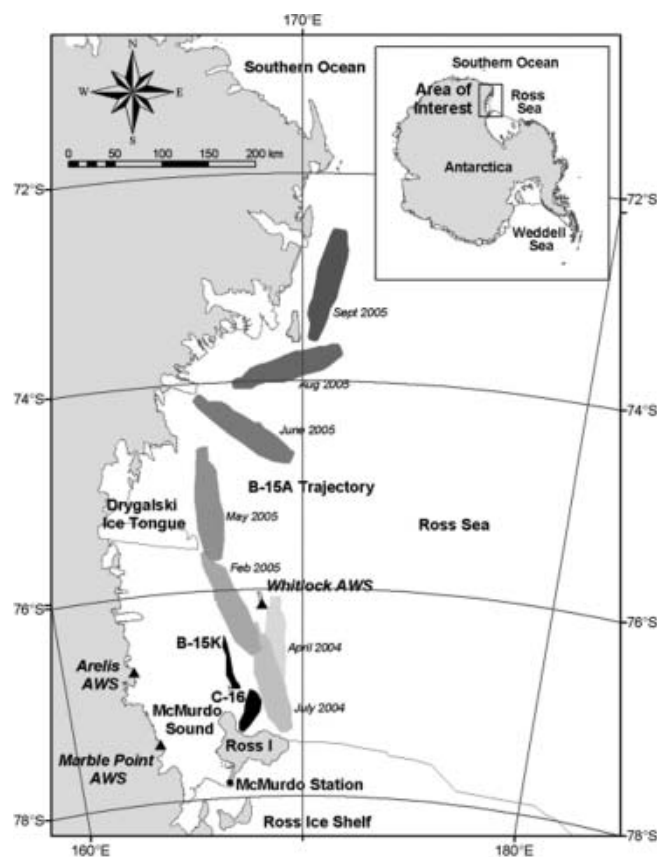 170°E
Southern Ocean
N
W
E
S
0 50 100 150 200 km
Southern Ocean
Area of
Interest
Ross
Sea
Antarctica
Weddell
Sea
72°S
72°S
Sept 2005
Aug 2005
74°S
74°S
June 2005
B-15A Trajectory
Drygalski
Ice Tongue
May 2005
Ross Sea
Feb 2005
Whitlock AWS
76°S
76°S
B-15K
April 2004
Arelis
AWS
C-16
July 2004
McMurdo
Sound
Ross I
Marble Point
AWS
McMurdo Station
78°S
78°S
Ross Ice Shelf
160°E
180°E